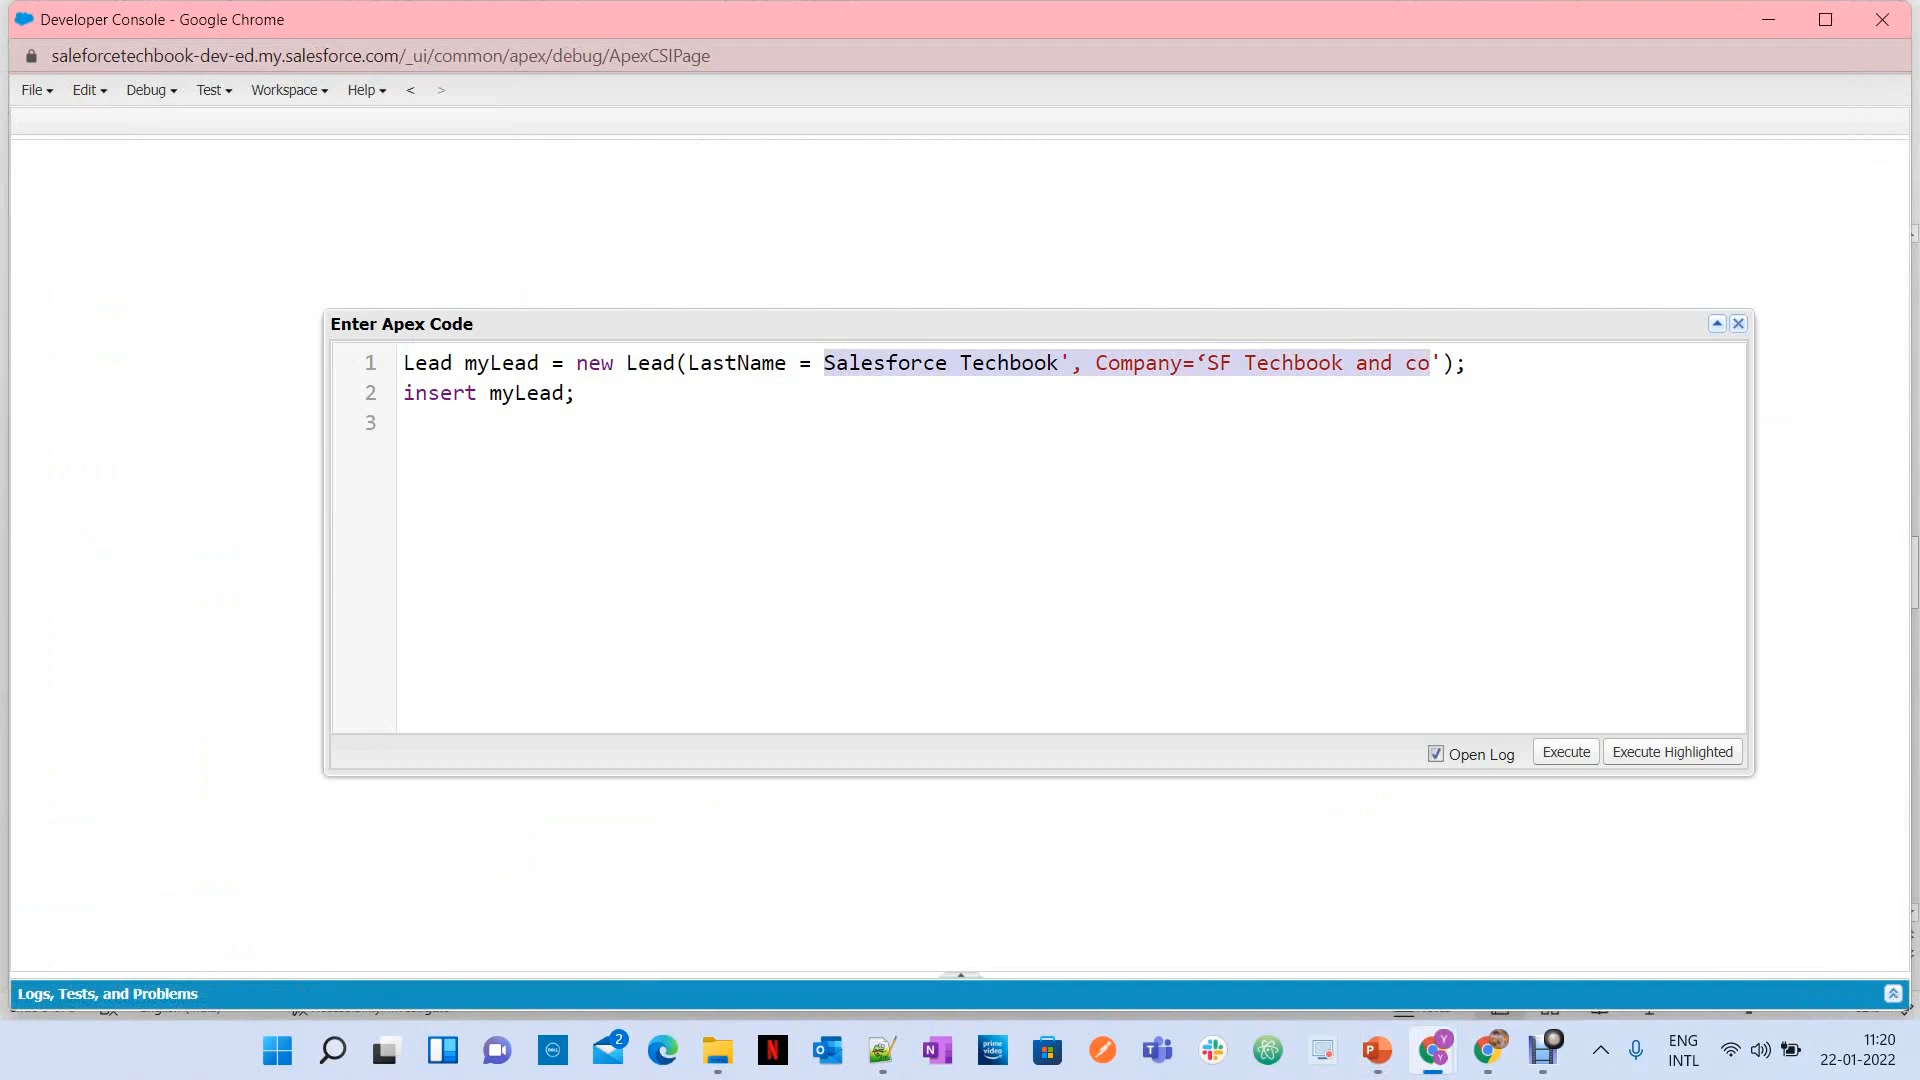 Developer Console - Google Chrome
saleforcetechbook-dev-ed.my.salesforce.com/_ui/common/apex/debug/ApexCSIPage
File Edit Debug Test Workspace Help < >
Enter Apex Code
1 Lead myLead = new Lead(LastName = Salesforce Techbook', Company=‘SF Techbook and co');
2 insert myLead;
3
Open Log Execute Execute Highlighted
Logs, Tests, and Problems
2
ENG
INTL
11:20
22-01-2022